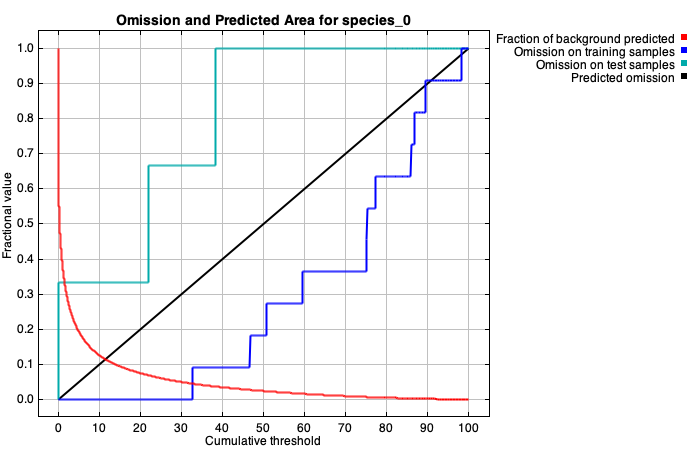 Omission and Predicted Area for species_0
Fraction of background predicted
Omission on training samples
Omission on test samples
Predicted omission
Fractional value
1.0
0.9
0.8
0.7
0.6
0.5
0.4
0.3
0.2
0.1
0.0
0 10 20 30 40 50 60 70 80 90 100
Cumulative threshold